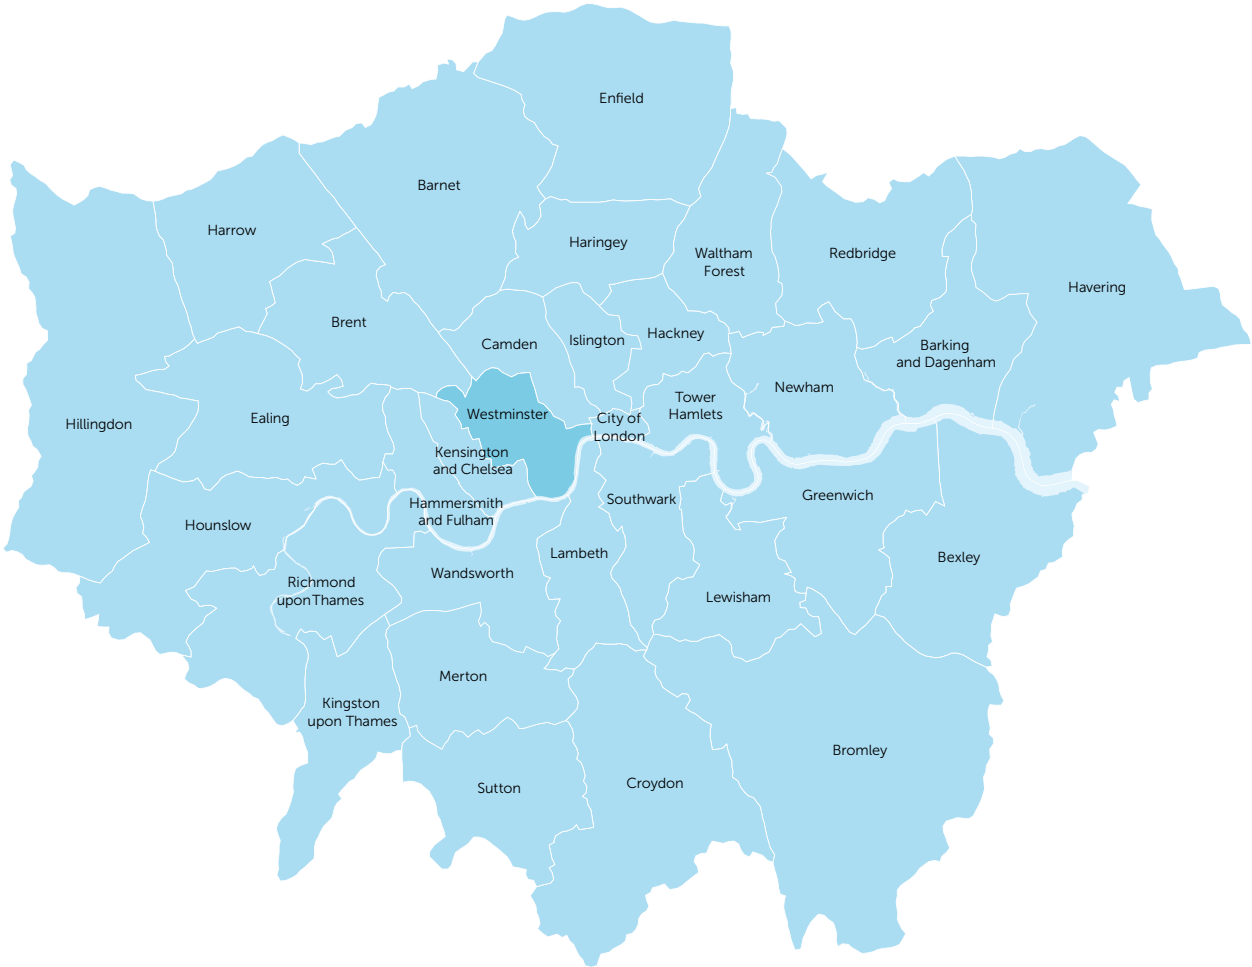 Enfield
Barnet
Harrow
Haringey
Waltham
Forest
Redbridge
Havering
Brent
Camden
Islington
Hackney
Barking
and Dagenham
Newham
Tower
Hamlets
Hillingdon
Ealing
Westminster
City of
London
Kensington
and Chelsea
Hammersmith
and Fulham
Southwark
Greenwich
Hounslow
Lambeth
Bexley
Wandsworth
Richmond
upon Thames
Lewisham
Merton
Kingston
upon Thames
Bromley
Sutton
Croydon